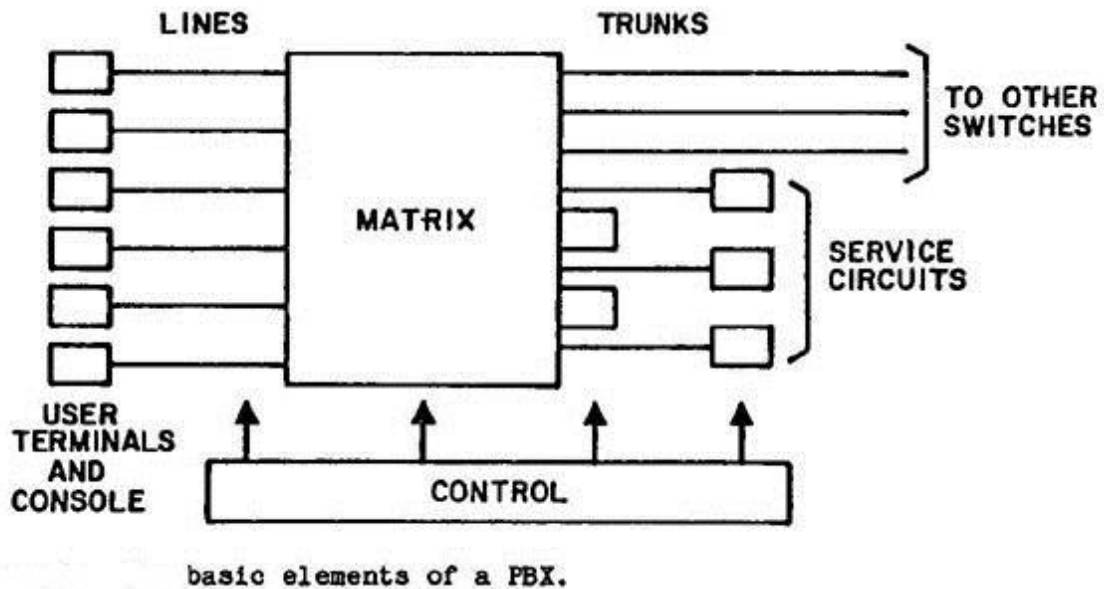 LINES
TRUNKS
TO OTHER
SWITCHES
MATRIX
SERVICE
CIRCUITS
USER
TERMINALS
AND
CONSOLE
CONTROL
basic elements of a PBX.